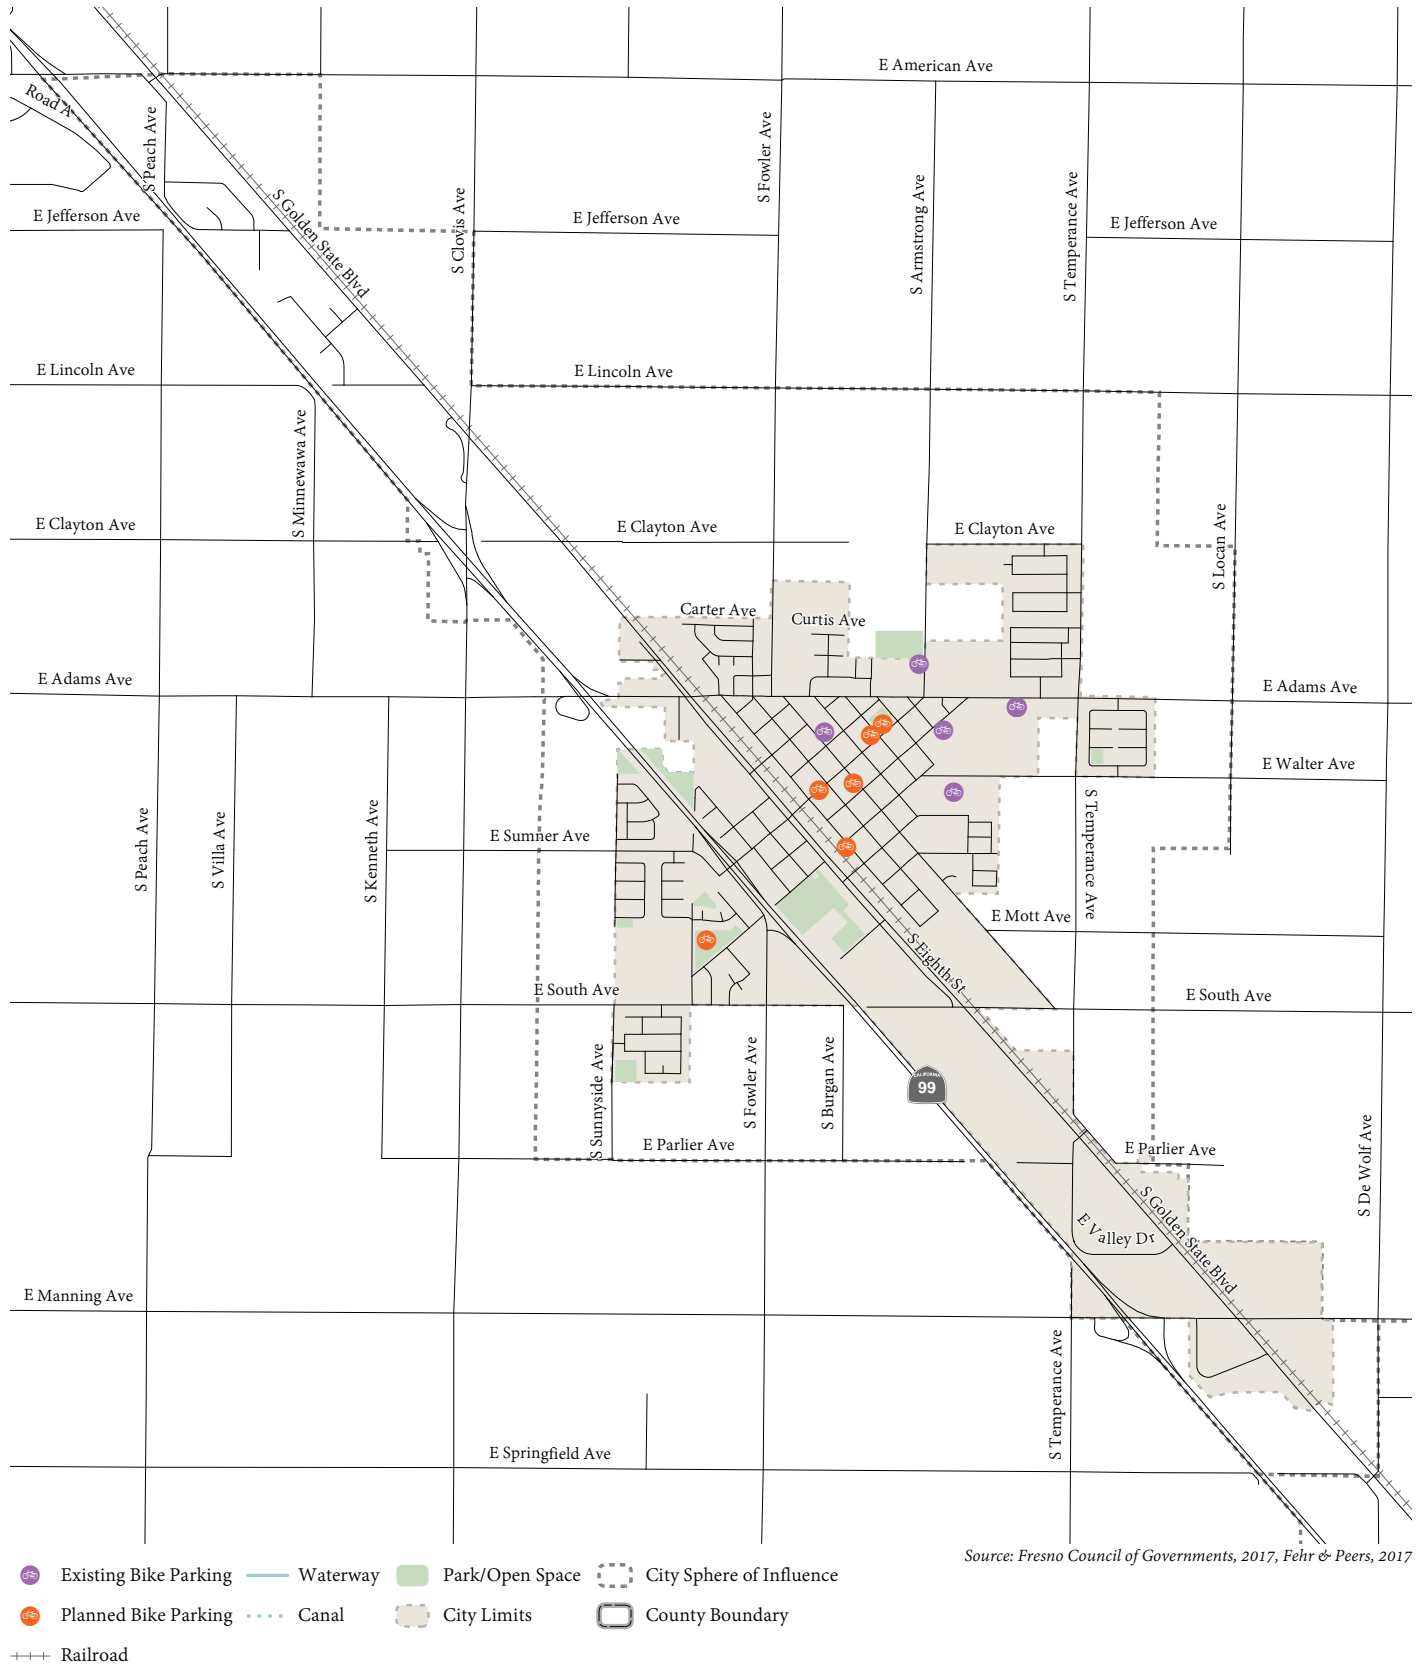 E American Ave
Road A
S Peach Ave
S Fowler Ave
S Armstrong Ave
S Temperance Ave
S Clovis Ave
E Jefferson Ave
E Jefferson Ave
E Jefferson Ave
S Golden State Blvd
E Lincoln Ave
E Lincoln Ave
S Minnewawa Ave
E Clayton Ave
E Clayton Ave
E Clayton Ave
S Locan Ave
Carter Ave
Curtis Ave
E Adams Ave
E Adams Ave
E Walter Ave
S Peach Ave
S Villa Ave
S Kenneth Ave
E Sumner Ave
S Temperance Ave
E Mott Ave
S Eighth St
E South Ave
E South Ave
S Sunnyside Ave
S Fowler Ave
S Burgan Ave
CALIFORNIA
99
E Parlier Ave
E Parlier Ave
S De Wolf Ave
E Valley Dr
S Golden State Blvd
E Manning Ave
S Temperance Ave
E Springfield Ave
Source: Fresno Council of Governments, 2017, Fehr & Peers, 2017
Existing Bike Parking
Waterway
Park/Open Space
City Sphere of Influence
Planned Bike Parking
Canal
City Limits
County Boundary
Railroad